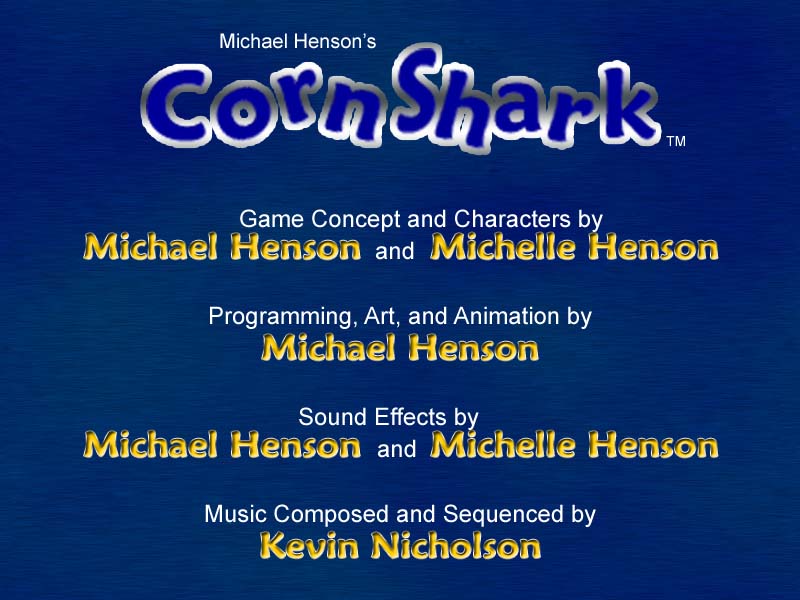 Michael Henson’s
CornShark TM
Game Concept and Characters by
Michael Henson and Michelle Henson
Programming, Art, and Animation by
Michael Henson
Sound Effects by
Michael Henson and Michelle Henson
Music Composed and Sequenced by
Kevin Nicholson